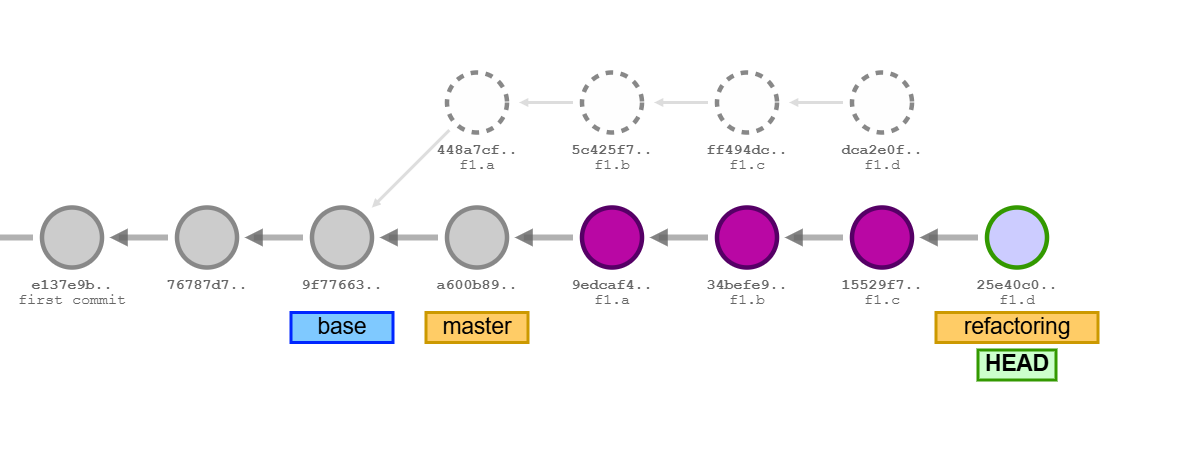 448a7cf.. 5c425f7.. ff494dc.. dca2e0f..
f1.a f1.b f1.c f1.d
e137e9b.. 76787d7.. 9f77663.. a600b89.. 9edcaf4.. 34befe9.. 15529f7.. 25e40c0..
first commit f1.a f1.b f1.c f1.d
base master refactoring
HEAD